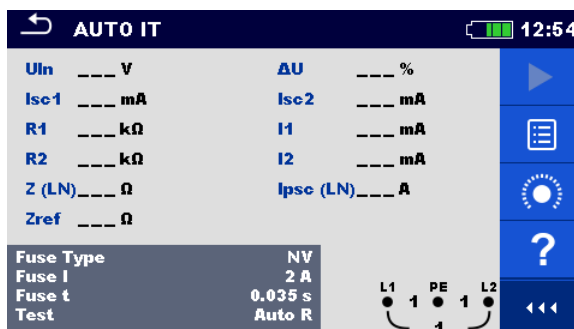 AUTO IT 12:54
Uln ___ V ΔU ___ %
Isc1 ___ mA Isc2 ___ mA
R1 ___ kΩ I1 ___ mA
R2 ___ kΩ I2 ___ mA
Z (LN)___ Ω Ipsc (LN)___ A
Zref ___ Ω
Fuse Type NV
Fuse I 2 A
Fuse t 0.035 s
Test Auto R
L1 PE L2
1 1
1
?